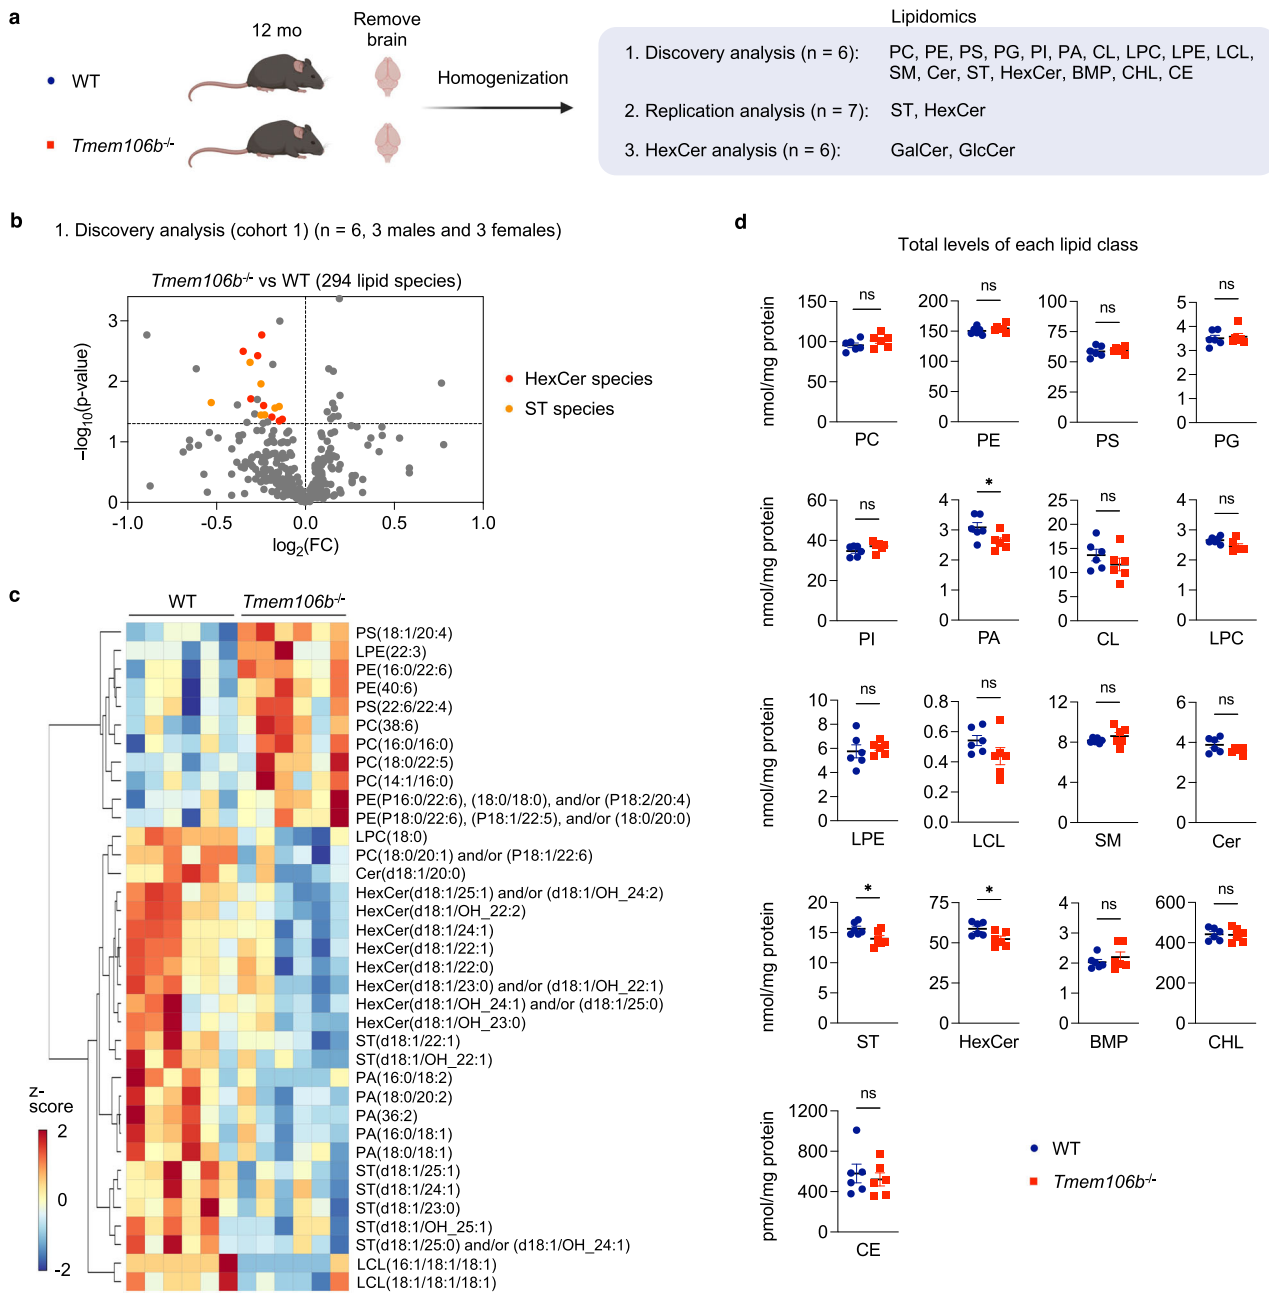 a
12 mo
Remove
brain
WT
Tmem106b-/-
Homogenization
Lipidomics
1. Discovery analysis (n = 6): PC, PE, PS, PG, PI, PA, CL, LPC, LPE, LCL,
SM, Cer, ST, HexCer, BMP, CHL, CE
2. Replication analysis (n = 7): ST, HexCer
3. HexCer analysis (n = 6): GalCer, GlcCer
b
1. Discovery analysis (cohort 1) (n = 6, 3 males and 3 females)
Tmem106b-/- vs WT (294 lipid species)
3
2
1
0
−log10(p-value)
-1.0 -0.5 0.0 0.5 1.0
log2(FC)
HexCer species
ST species
c
WT Tmem106b-/-
PS(18:1/20:4)
LPE(22:3)
PE(16:0/22:6)
PE(40:6)
PS(22:6/22:4)
PC(38:6)
PC(16:0/16:0)
PC(18:0/22:5)
PC(14:1/16:0)
PE(P16:0/22:6), (18:0/18:0), and/or (P18:2/20:4)
PE(P18:0/22:6), (P18:1/22:5), and/or (18:0/20:0)
LPC(18:0)
PC(18:0/20:1) and/or (P18:1/22:6)
Cer(d18:1/20:0)
HexCer(d18:1/25:1) and/or (d18:1/OH_24:2)
HexCer(d18:1/OH_22:2)
HexCer(d18:1/24:1)
HexCer(d18:1/22:1)
HexCer(d18:1/22:0)
HexCer(d18:1/23:0) and/or (d18:1/OH_22:1)
HexCer(d18:1/OH_24:1) and/or (d18:1/25:0)
HexCer(d18:1/OH_23:0)
ST(d18:1/22:1)
ST(d18:1/OH_22:1)
PA(16:0/18:2)
PA(18:0/20:2)
PA(36:2)
PA(16:0/18:1)
PA(18:0/18:1)
ST(d18:1/25:1)
ST(d18:1/24:1)
ST(d18:1/23:0)
ST(d18:1/OH_25:1)
ST(d18:1/25:0) and/or (d18:1/OH_24:1)
LCL(16:1/18:1/18:1)
LCL(18:1/18:1/18:1)
z-
score
2
0
-2
d
Total levels of each lipid class
nmol/mg protein
150
100
50
0
ns
PC
200
150
100
50
0
ns
PE
100
75
50
25
0
ns
PS
5
4
3
2
1
0
ns
PG
nmol/mg protein
60
40
20
0
ns
PI
4
3
2
1
0
*
PA
25
20
15
10
5
0
ns
CL
4
3
2
1
0
ns
LPC
nmol/mg protein
10
8
6
4
2
0
ns
LPE
0.8
0.6
0.4
0.2
0.0
ns
LCL
12
8
4
0
ns
SM
6
4
2
0
ns
Cer
nmol/mg protein
20
15
10
5
0
*
ST
75
50
25
0
*
HexCer
4
3
2
1
0
ns
BMP
600
400
200
0
ns
CHL
pmol/mg protein
1200
800
400
0
ns
CE
WT
Tmem106b-/-